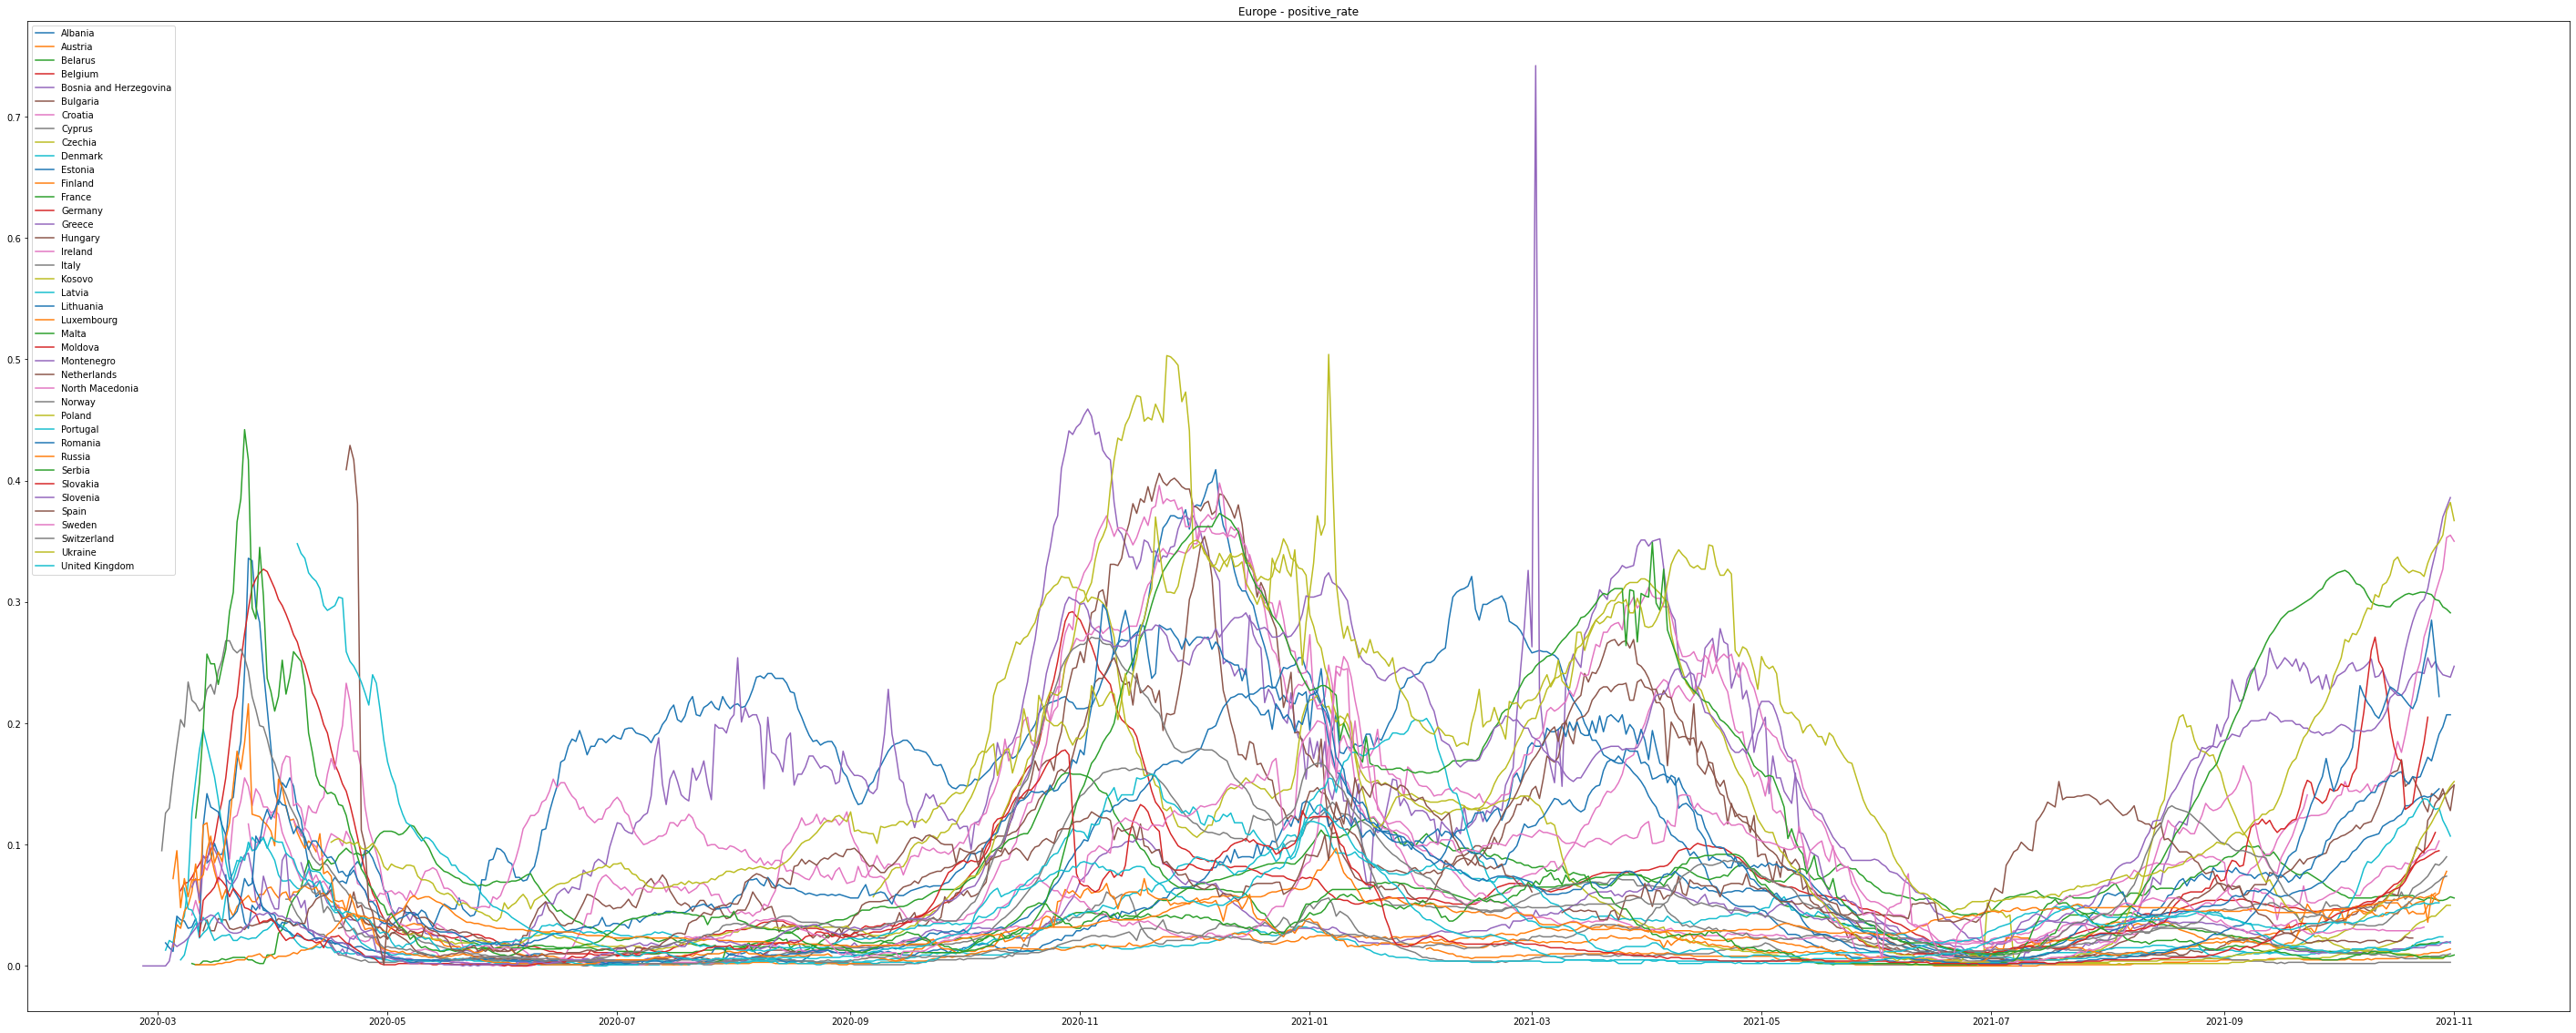 Europe - positive_rate
Albania
Austria
Belarus
Belgium
Bosnia and Herzegovina
Bulgaria
Croatia
Cyprus
Czechia
Denmark
Estonia
Finland
France
Germany
Greece
Hungary
Ireland
Italy
Kosovo
Latvia
Lithuania
Luxembourg
Malta
Moldova
Montenegro
Netherlands
North Macedonia
Norway
Poland
Portugal
Romania
Russia
Serbia
Slovakia
Slovenia
Spain
Sweden
Switzerland
Ukraine
United Kingdom
0.7
0.6
0.5
0.4
0.3
0.2
0.1
0.0
2020-03 2020-05 2020-07 2020-09 2020-11 2021-01 2021-03 2021-05 2021-07 2021-09 2021-11